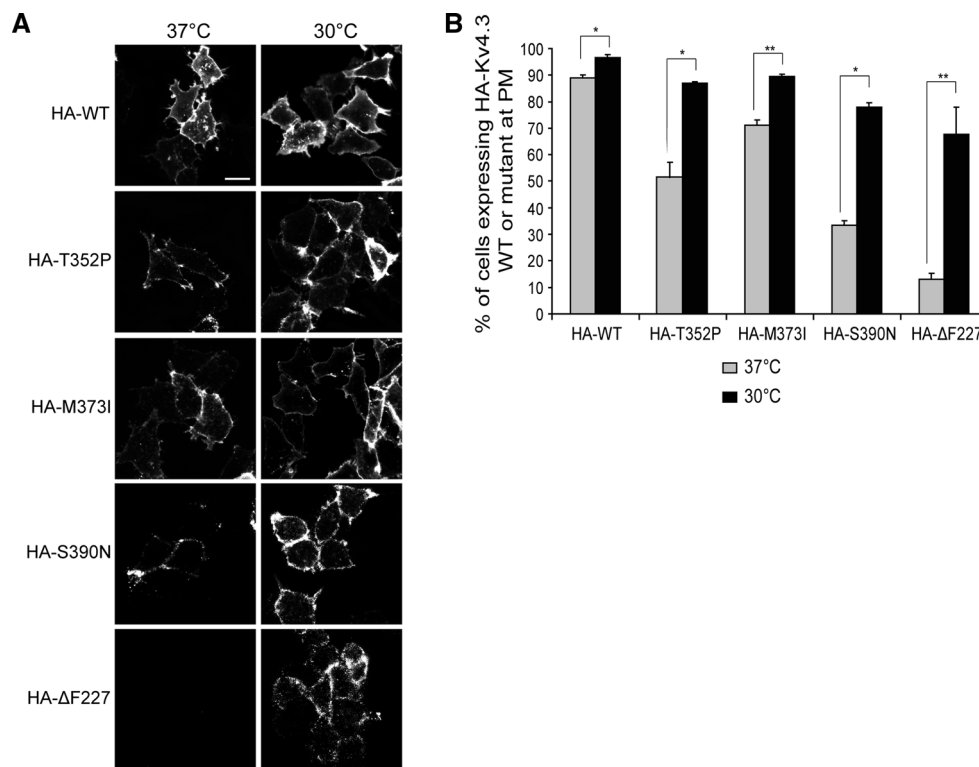 A
37°C 30°C
HA-WT
HA-T352P
HA-M373I
HA-S390N
HA-ΔF227
B
% of cells expressing HA-Kv4.3
WT or mutant at PM
100
90
80
70
60
50
40
30
20
10
0
* * ** * **
HA-WT HA-T352P HA-M373I HA-S390N HA-ΔF227
37°C
30°C